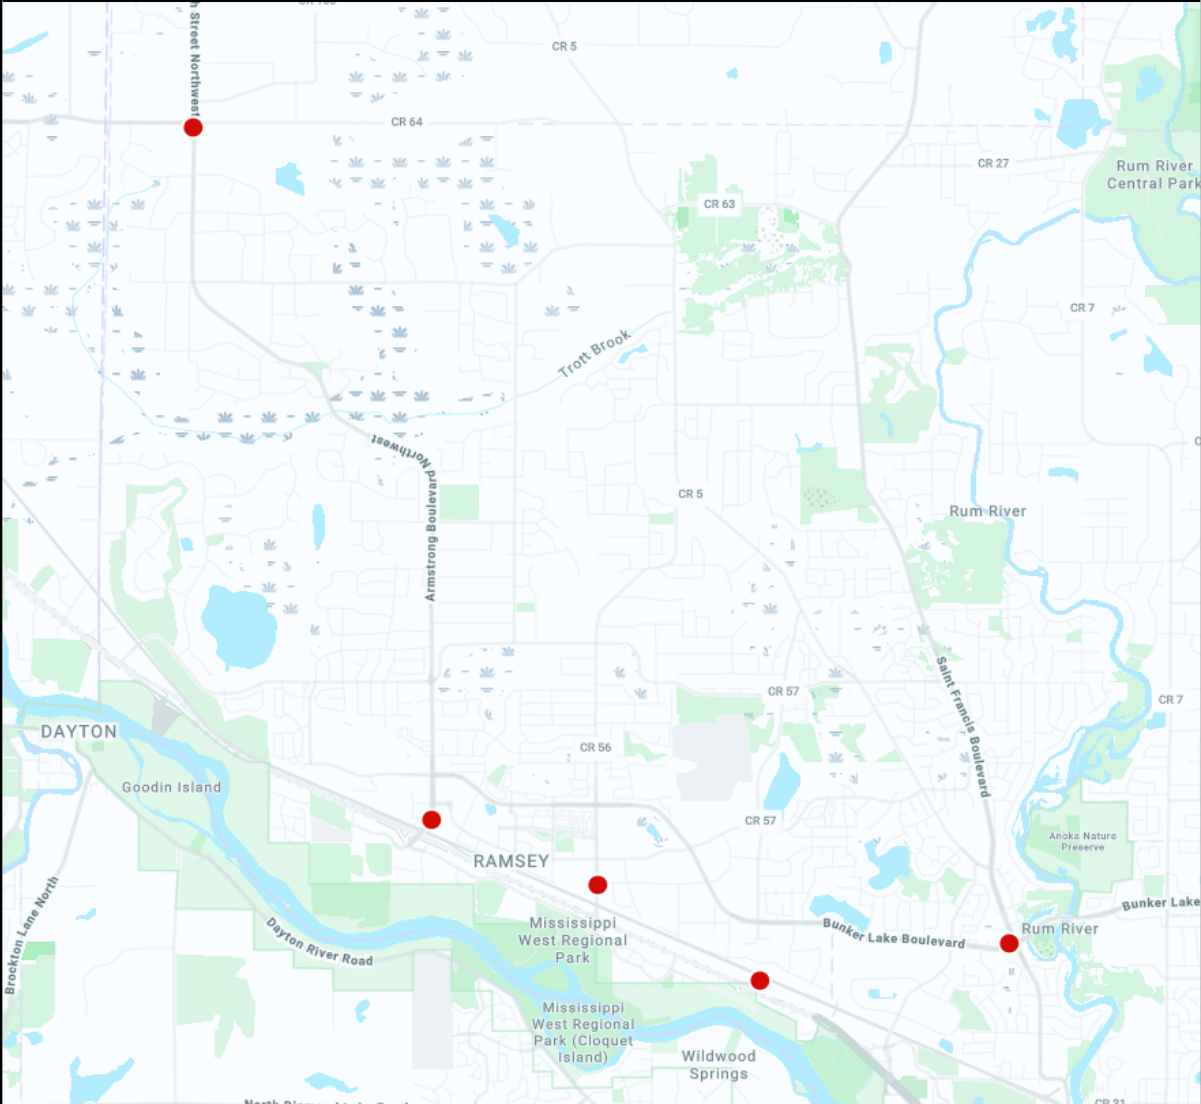 Street Northwest
CR 5
CR 64
CR 27
Rum River
Central Park
CR 63
CR 7
Trott Brook
Armstrong Boulevard Northwest
CR 5
Rum River
Saint Francis Boulevard
CR 57
CR 7
DAYTON
CR 56
Goodin Island
CR 57
Anoka Nature
Preserve
RAMSEY
Brockton Lane North
Bunker Lake
Mississippi
West Regional
Park
Dayton River Road
Bunker Lake Boulevard
Rum River
Mississippi
West Regional
Park (Cloquet
Island)
Wildwood
Springs
CR 31